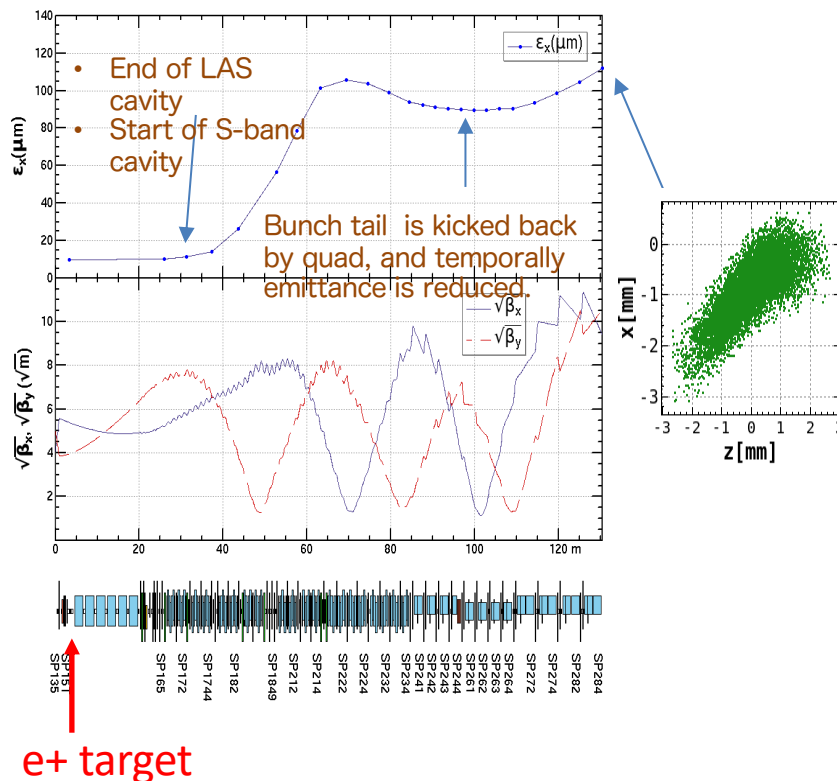 140
120
100
80
60
40
20
0
εx(μm)
εx(μm)
• End of LAS
cavity
• Start of S-band
cavity
Bunch tail is kicked back
by quad, and temporally
emittance is reduced.
10
8
6
4
2
√βx, √βy (√m)
√βx
√βy
0
20
40
60
80
100
120 m
0
-1
-2
-3
x[mm]
-3 -2 -1 0 1 2
z[mm]
SP135
SP151
SP165
SP172
SP1744
SP182
SP1849
SP212
SP214
SP222
SP224
SP232
SP234
SP241
SP242
SP243
SP244
SP261
SP262
SP263
SP264
SP272
SP274
SP282
SP284
e+ target